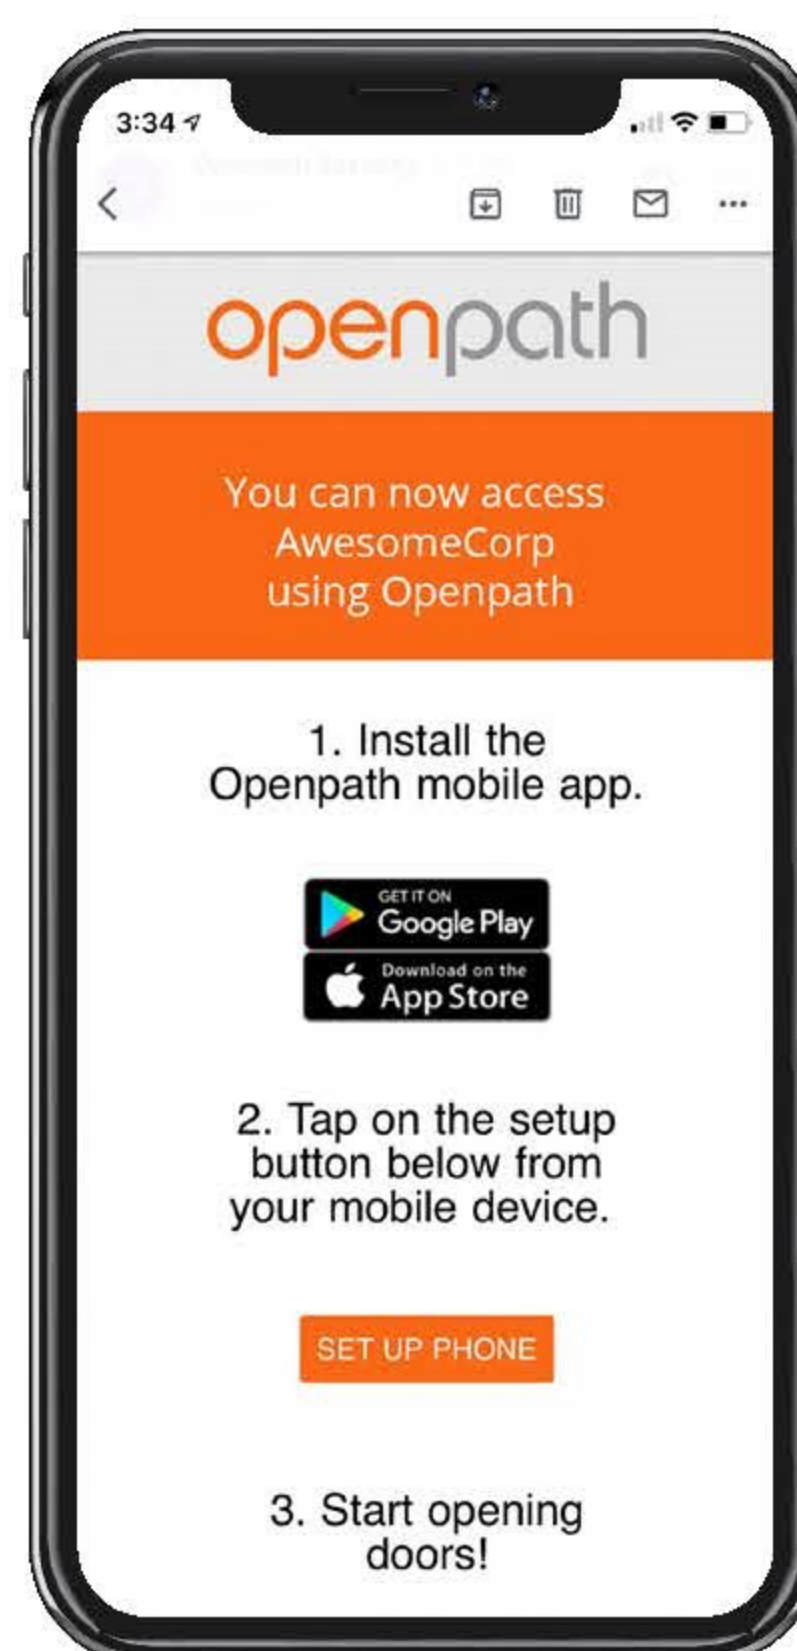 3:34
openpath
You can now access
AwesomeCorp
using Openpath
1. Install the
Openpath mobile app.
GET IT ON
Google Play
Download on the
App Store
2. Tap on the setup
button below from
your mobile device.
SET UP PHONE
3. Start opening
doors!